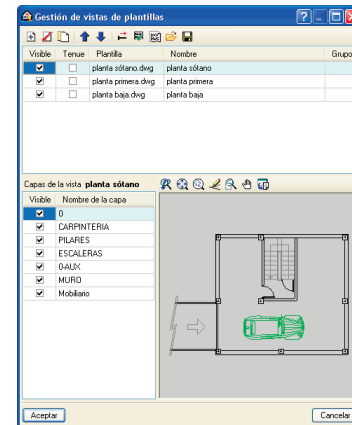 Gestión de vistas de plantillas
Visible Tenue Plantilla Nombre Grupo
planta sótano.dwg planta sótano
planta primera.dwg planta primera
planta baja.dwg planta baja
Capas de la vista planta sótano
Visible Nombre de la capa
0
CARPINTERIA
PILARES
ESCALERAS
0-AUX
MURO
Mobiliario
Aceptar Cancelar